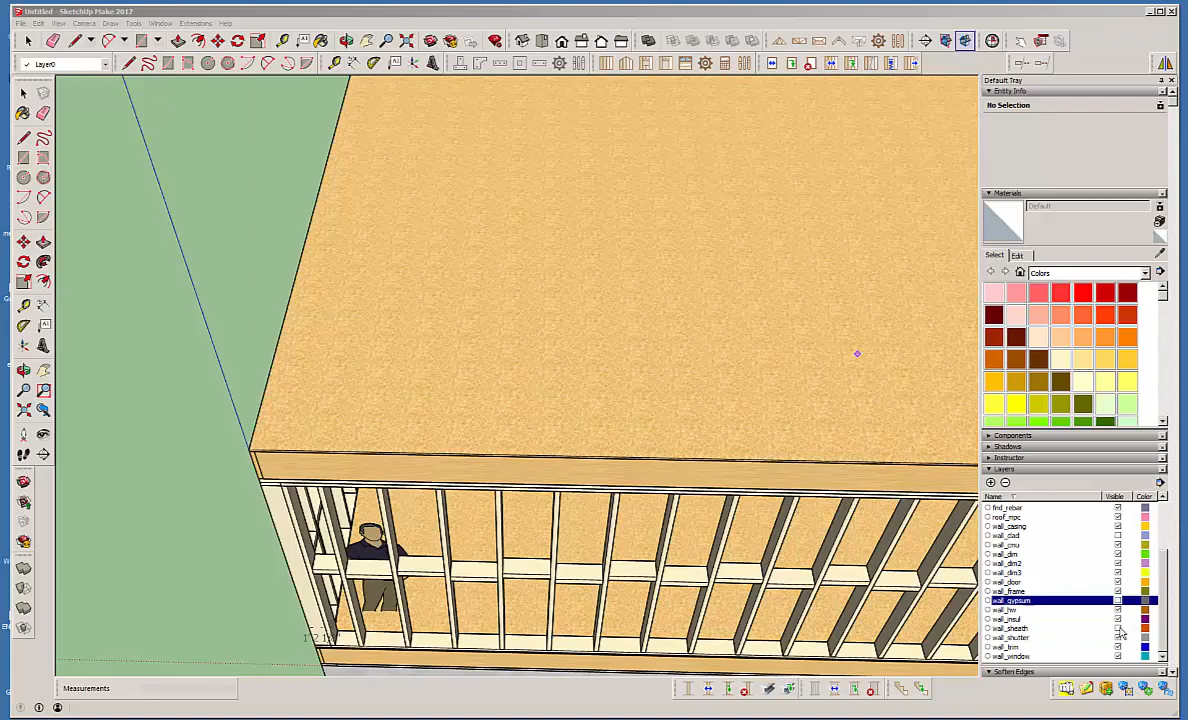 Untitled - SketchUp Make 2017
File Edit View Camera Draw Tools Window Extensions Help
Layer0
Default Tray
Entity Info
No Selection
Materials
Default
Select Edit
Colors
Components
Shadows
Instructor
Layers
Name Visible Color
fnd_rebar
roof_mpc
wall_casing
wall_clad
wall_cmu
wall_dim
wall_dim2
wall_dim3
wall_door
wall_frame
wall_gypsum
wall_hw
wall_insul
wall_sheath
wall_shutter
wall_trim
wall_window
Soften Edges
Measurements